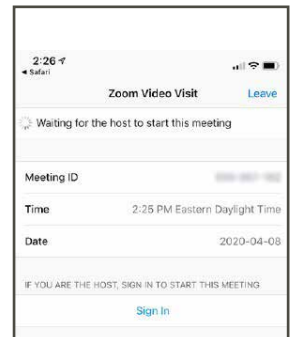 2:26
Safari
Zoom Video Visit Leave
Waiting for the host to start this meeting
Meeting ID
Time 2:25 PM Eastern Daylight Time
Date 2020-04-08
IF YOU ARE THE HOST, SIGN IN TO START THIS MEETING
Sign In